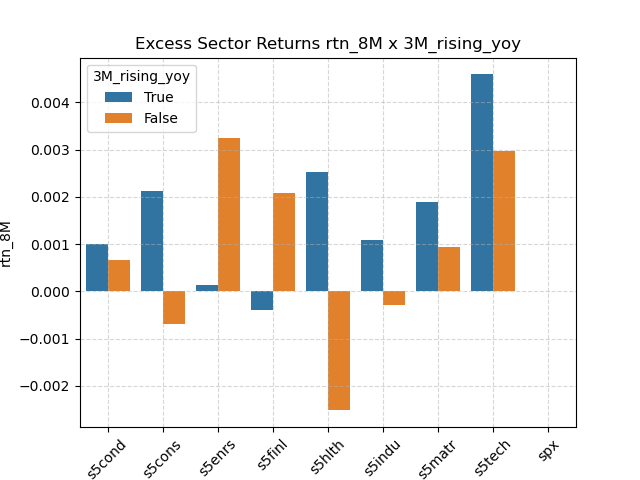 Excess Sector Returns rtn_8M x 3M_rising_yoy
3M_rising_yoy
True
False
0.004
0.003
0.002
0.001
0.000
−0.001
−0.002
rtn_8M
s5cond
s5cons
s5enrs
s5finl
s5hlth
s5indu
s5matr
s5tech
spx